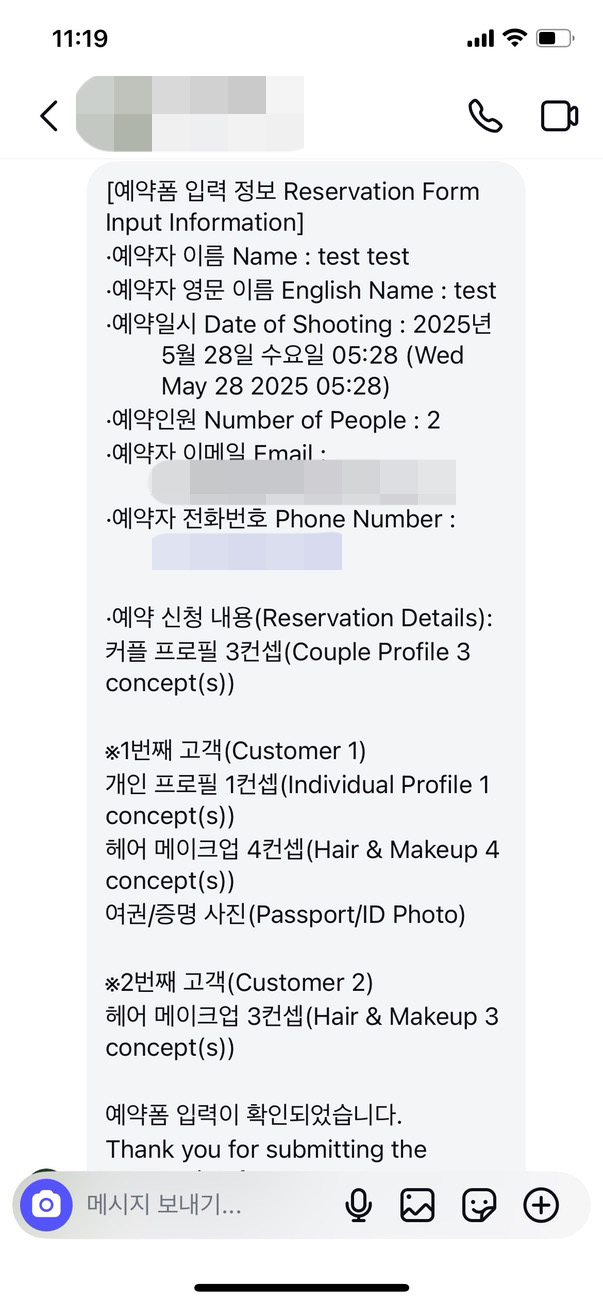 11:19
[예약폼 입력 정보 Reservation Form
Input Information]
·예약자 이름 Name : test test
·예약자 영문 이름 English Name : test
·예약일시 Date of Shooting : 2025년
5월 28일 수요일 05:28 (Wed
May 28 2025 05:28)
·예약인원 Number of People : 2
·예약자 이메일 Email :
·예약자 전화번호 Phone Number :
·예약 신청 내용(Reservation Details):
커플 프로필 3컨셉(Couple Profile 3
concept(s))
※1번째 고객(Customer 1)
개인 프로필 1컨셉(Individual Profile 1
concept(s))
헤어 메이크업 4컨셉(Hair & Makeup 4
concept(s))
여권/증명 사진(Passport/ID Photo)
※2번째 고객(Customer 2)
헤어 메이크업 3컨셉(Hair & Makeup 3
concept(s))
예약폼 입력이 확인되었습니다.
Thank you for submitting the
메시지 보내기...